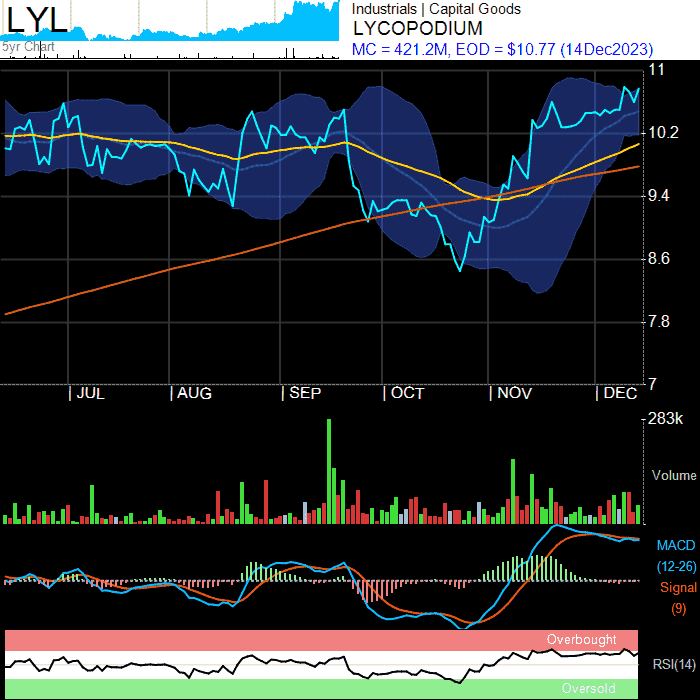 LYL
5yr Chart
Industrials | Capital Goods
LYCOPODIUM
MC = 421.2M, EOD = $10.77 (14Dec2023)
11
10.2
9.4
8.6
7.8
7
JUL
AUG
SEP
OCT
NOV
DEC
283k
Volume
MACD
(12-26)
Signal
(9)
Overbought
RSI(14)
Oversold